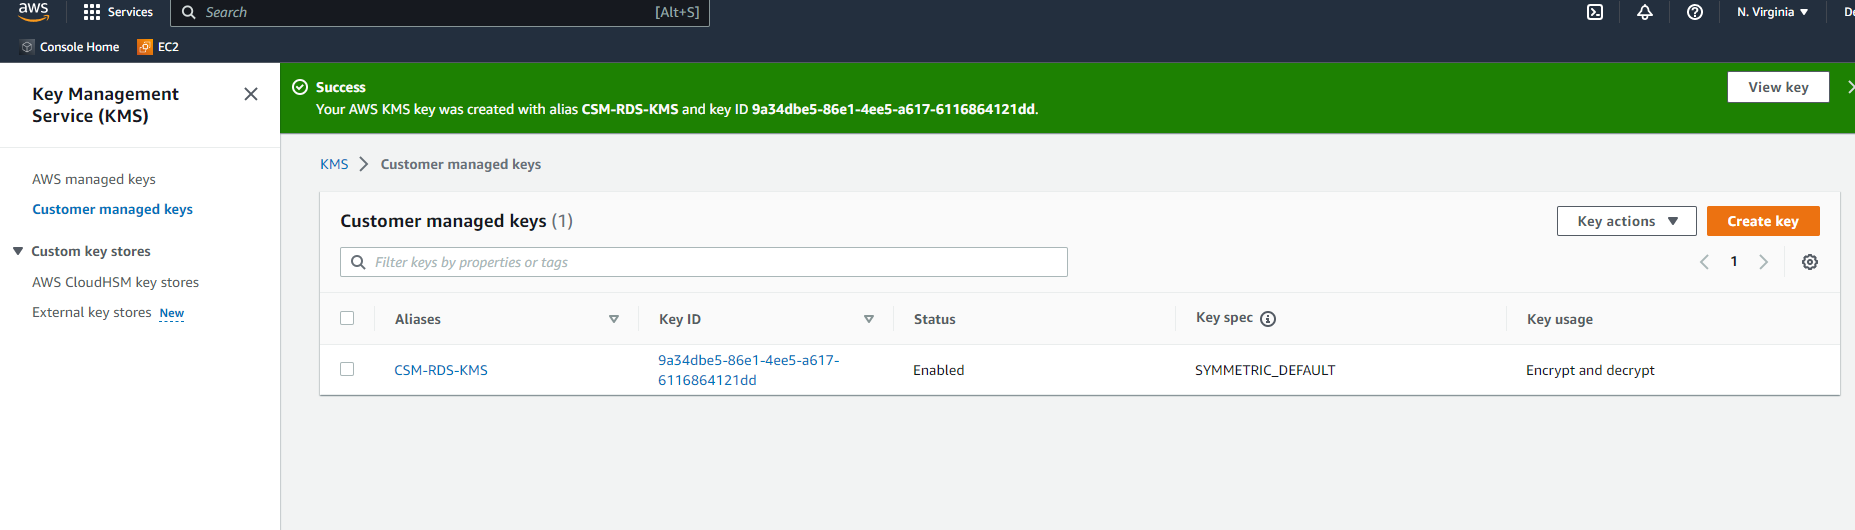 aws
Services
Search
[Alt+S]
N. Virginia
Console Home
EC2
Key Management
Service (KMS)
AWS managed keys
Customer managed keys
Custom key stores
AWS CloudHSM key stores
External key stores New
Success
Your AWS KMS key was created with alias CSM-RDS-KMS and key ID 9a34dbe5-86e1-4ee5-a617-6116864121dd.
View key
KMS > Customer managed keys
Customer managed keys (1)
Key actions
Create key
Filter keys by properties or tags
1
Aliases
Key ID
Status
Key spec
Key usage
CSM-RDS-KMS
9a34dbe5-86e1-4ee5-a617-
6116864121dd
Enabled
SYMMETRIC_DEFAULT
Encrypt and decrypt